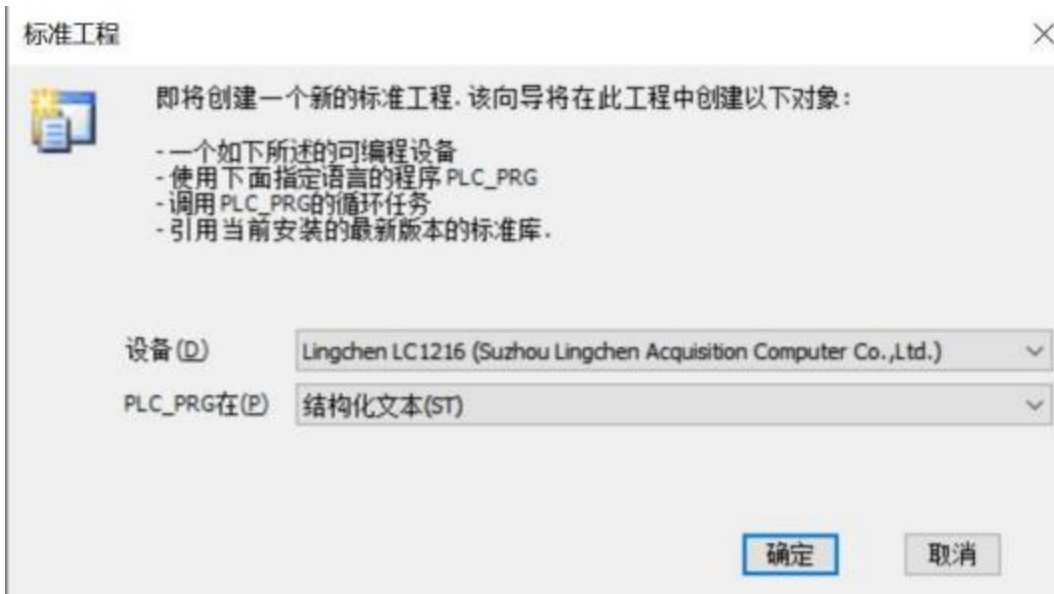 标准工程
即将创建一个新的标准工程.该向导将在此工程中创建以下对象:
-一个如下所述的可编程设备
-使用下面指定语言的程序 PLC_PRG
-调用PLC_PRG的循环任务
-引用当前安装的最新版本的标准库.
设备(D) Lingchen LC1216 (Suzhou Lingchen Acquisition Computer Co.,Ltd.)
PLC_PRG在(P) 结构化文本(ST)
确定 取消